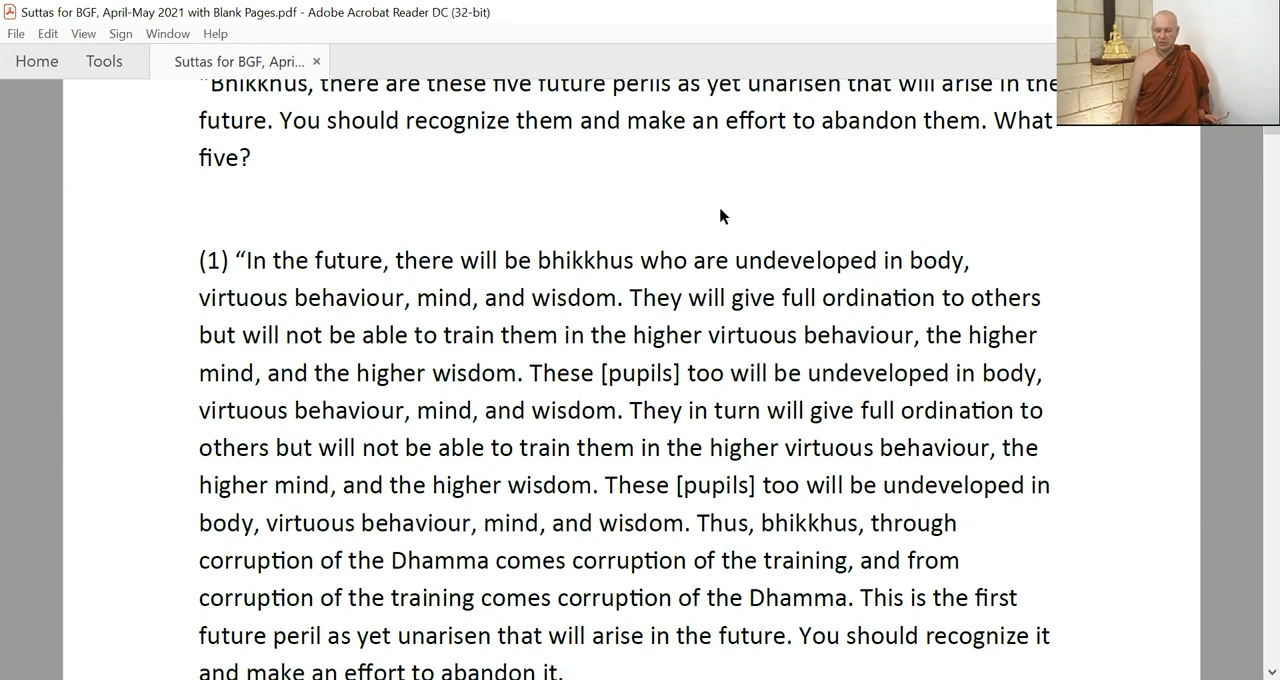 Suttas for BGF, April-May 2021 with Blank Pages.pdf - Adobe Acrobat Reader DC (32-bit)
File Edit View Sign Window Help
Home Tools Suttas for BGF, Apri... ×
“Bhikkhus, there are these five future perils as yet unarisen that will arise in the
future. You should recognize them and make an effort to abandon them. What
five?
(1) “In the future, there will be bhikkhus who are undeveloped in body,
virtuous behaviour, mind, and wisdom. They will give full ordination to others
but will not be able to train them in the higher virtuous behaviour, the higher
mind, and the higher wisdom. These [pupils] too will be undeveloped in body,
virtuous behaviour, mind, and wisdom. They in turn will give full ordination to
others but will not be able to train them in the higher virtuous behaviour, the
higher mind, and the higher wisdom. These [pupils] too will be undeveloped in
body, virtuous behaviour, mind, and wisdom. Thus, bhikkhus, through
corruption of the Dhamma comes corruption of the training, and from
corruption of the training comes corruption of the Dhamma. This is the first
future peril as yet unarisen that will arise in the future. You should recognize it
and make an effort to abandon it.